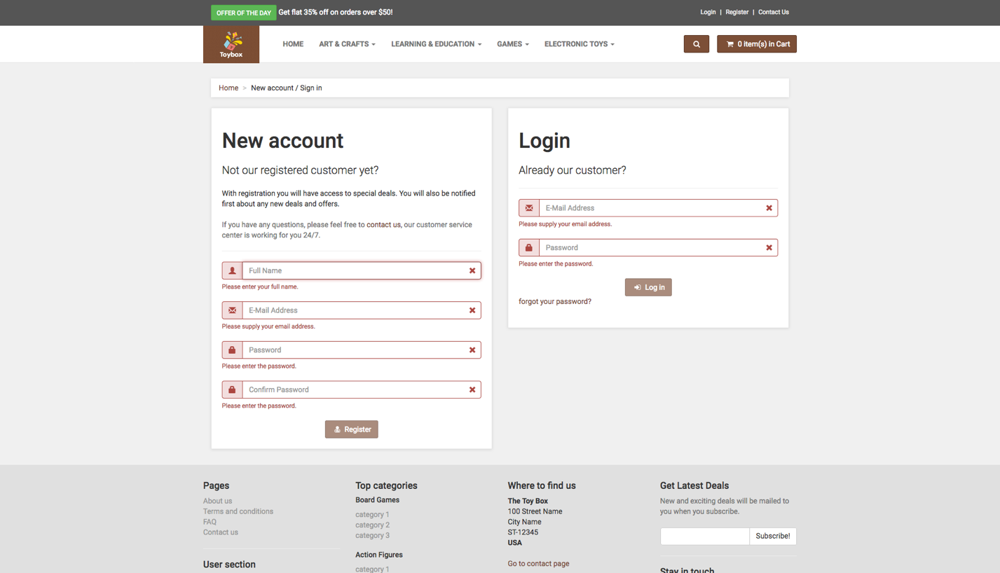 OFFER OF THE DAY Get flat 35% off on orders over $50!
Login | Register | Contact Us
Toybox
HOME ART & CRAFTS LEARNING & EDUCATION GAMES ELECTRONIC TOYS
0 item(s) in Cart
Home > New account / Sign in
New account
Not our registered customer yet?
With registration you will have access to special deals. You will also be notified
first about any new deals and offers.
If you have any questions, please feel free to contact us, our customer service
center is working for you 24/7.
Full Name
Please enter your full name.
E-Mail Address
Please supply your email address.
Password
Please enter the password.
Confirm Password
Please enter the password.
Register
Login
Already our customer?
E-Mail Address
Please supply your email address.
Password
Please enter the password.
Log in
forgot your password?
Pages
About us
Terms and conditions
FAQ
Contact us
User section
Top categories
Board Games
category 1
category 2
category 3
Action Figures
category 1
Where to find us
The Toy Box
100 Street Name
City Name
ST-12345
USA
Go to contact page
Get Latest Deals
New and exciting deals will be mailed to
you when you subscribe.
Subscribe!
Stay in touch